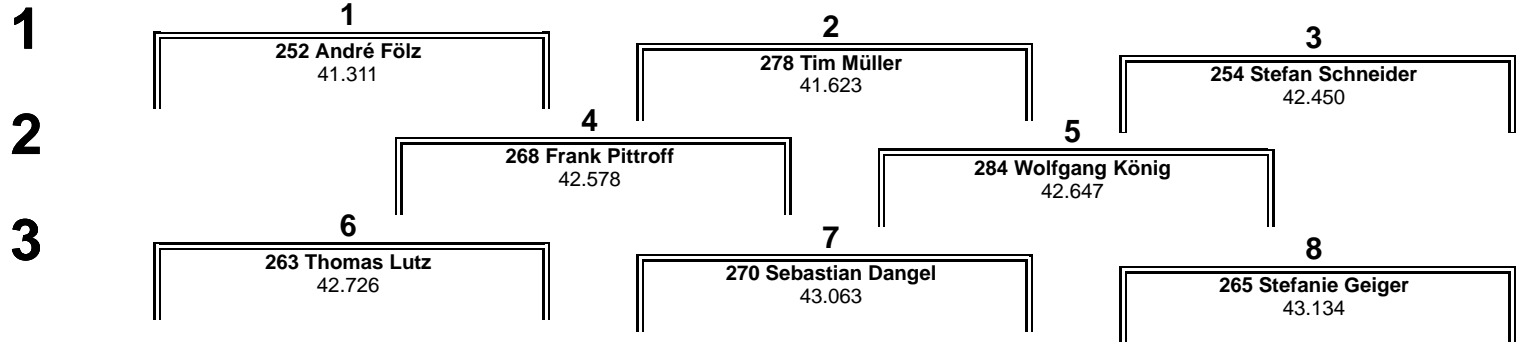 1
1
252 André Fölz
41.311
2
278 Tim Müller
41.623
3
254 Stefan Schneider
42.450
2
4
268 Frank Pittroff
42.578
5
284 Wolfgang König
42.647
3
6
263 Thomas Lutz
42.726
7
270 Sebastian Dangel
43.063
8
265 Stefanie Geiger
43.134